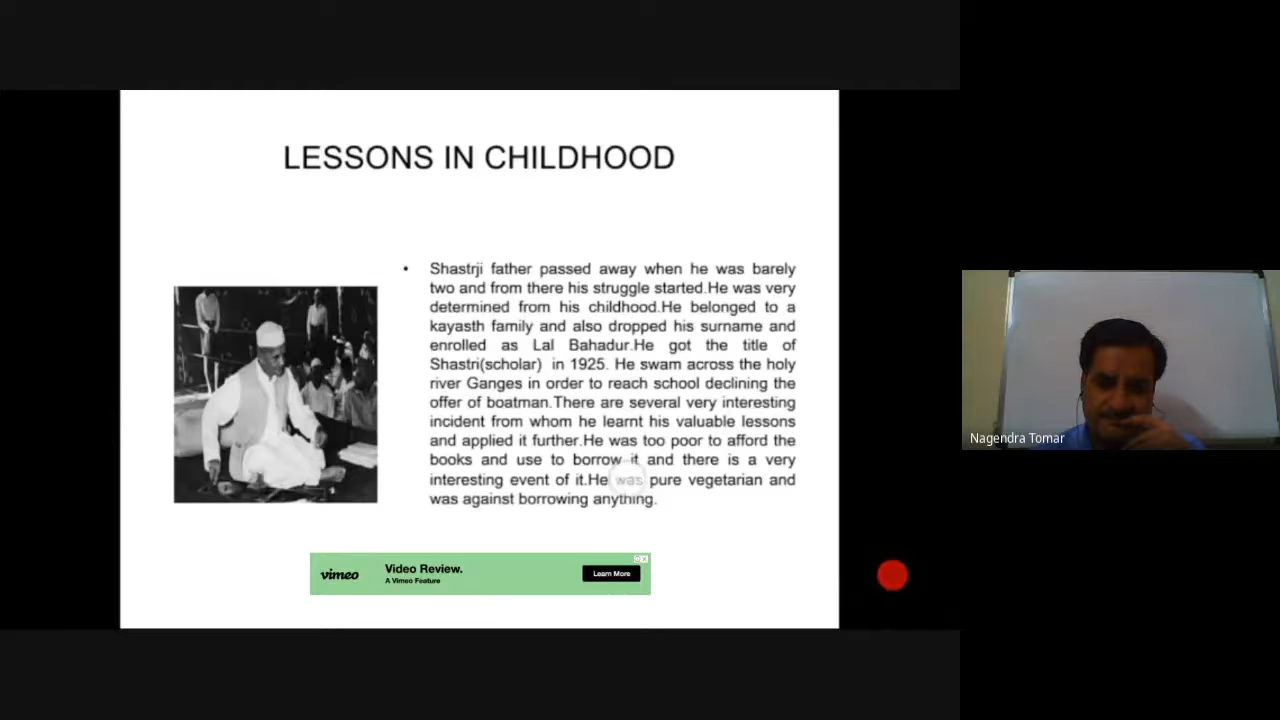 LESSONS IN CHILDHOOD
• Shastrji father passed away when he was barely
two and from there his struggle started.He was very
determined from his childhood.He belonged to a
kayasth family and also dropped his surname and
enrolled as Lal Bahadur.He got the title of
Shastri(scholar) in 1925. He swam across the holy
river Ganges in order to reach school declining the
offer of boatman.There are several very interesting
incident from whom he learnt his valuable lessons
and applied it further.He was too poor to afford the
books and use to borrow it and there is a very
interesting event of it.He was pure vegetarian and
was against borrowing anything.
vimeo
Video Review.
A Vimeo Feature
Learn More
Nagendra Tomar